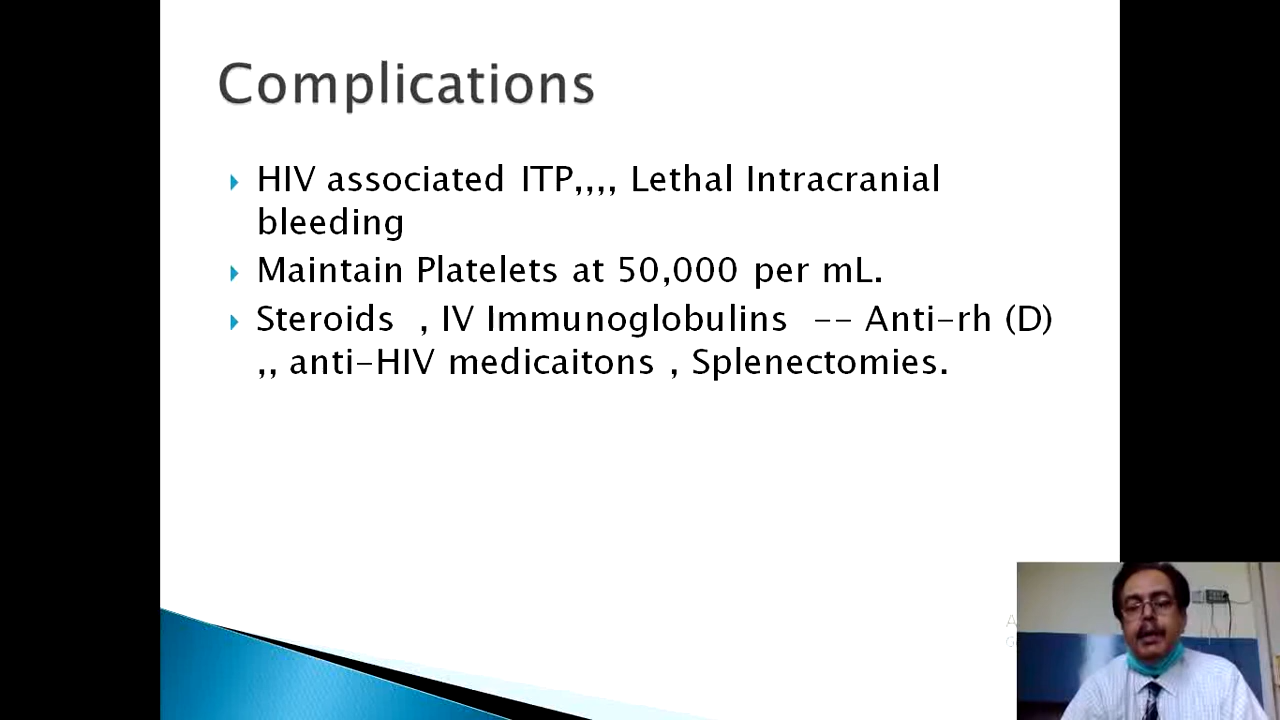 Complications
HIV associated ITP,,,, Lethal Intracranial
bleeding
Maintain Platelets at 50,000 per mL.
Steroids , IV Immunoglobulins -- Anti-rh (D)
,, anti-HIV medicaitons , Splenectomies.